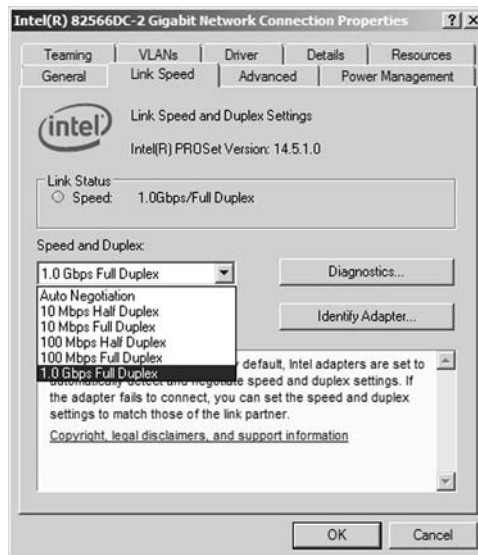 Intel(R) 82566DC-2 Gigabit Network Connection Properties
Teaming VLANs Driver Details Resources
General Link Speed Advanced Power Management
intel
Link Speed and Duplex Settings
Intel(R) PROSet Version: 14.5.1.0
Link Status
Speed: 1.0Gbps/Full Duplex
Speed and Duplex:
1.0 Gbps Full Duplex
Diagnostics...
Auto Negotiation
10 Mbps Half Duplex
10 Mbps Full Duplex
100 Mbps Half Duplex
100 Mbps Full Duplex
1.0 Gbps Full Duplex
Identify Adapter...
default, Intel adapters are set to
automatically detect and negotiate speed and duplex settings. If
the adapter fails to connect, you can set the speed and duplex
settings to match those of the link partner.
Copyright, legal disclaimers, and support information
OK Cancel